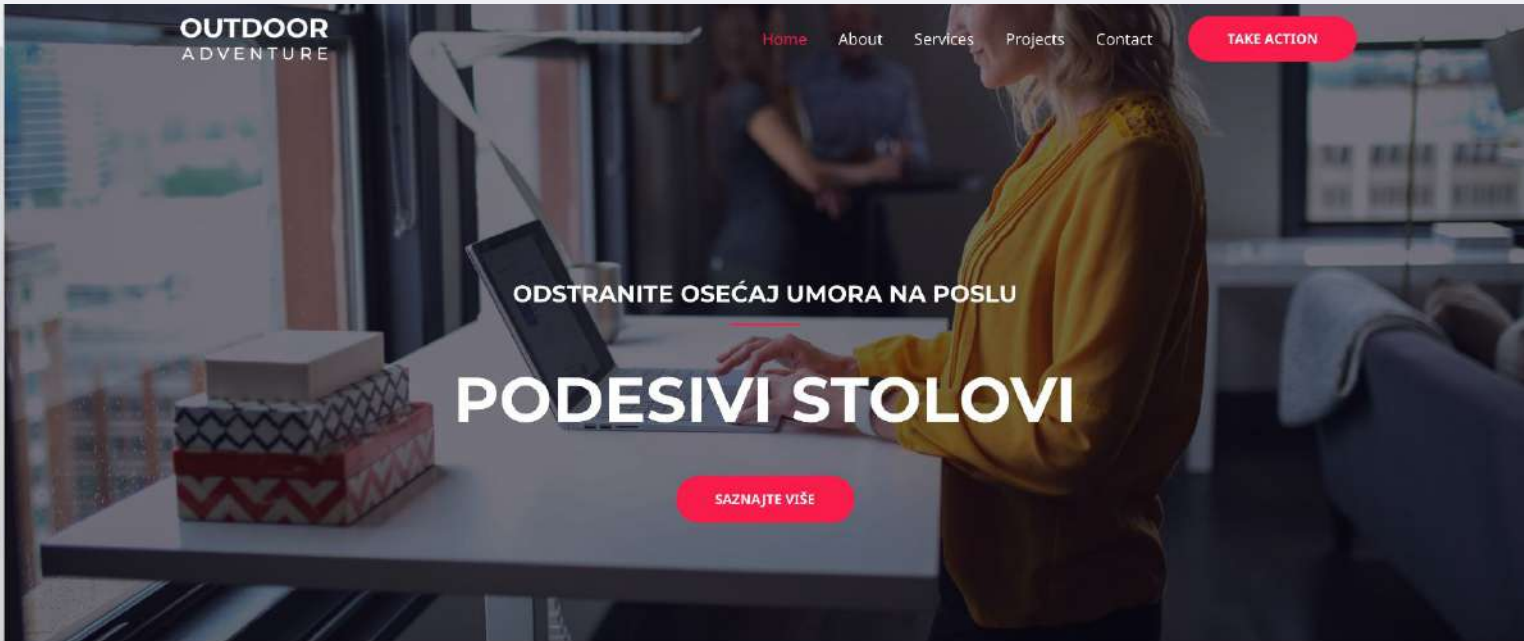 OUTDOOR
ADVENTURE
Home About Services Projects Contact TAKE ACTION
ODSTRANITE OSEĆAJ UMORA NA POSLU
PODESIVI STOLOVI
SAZNAJTE VIŠE